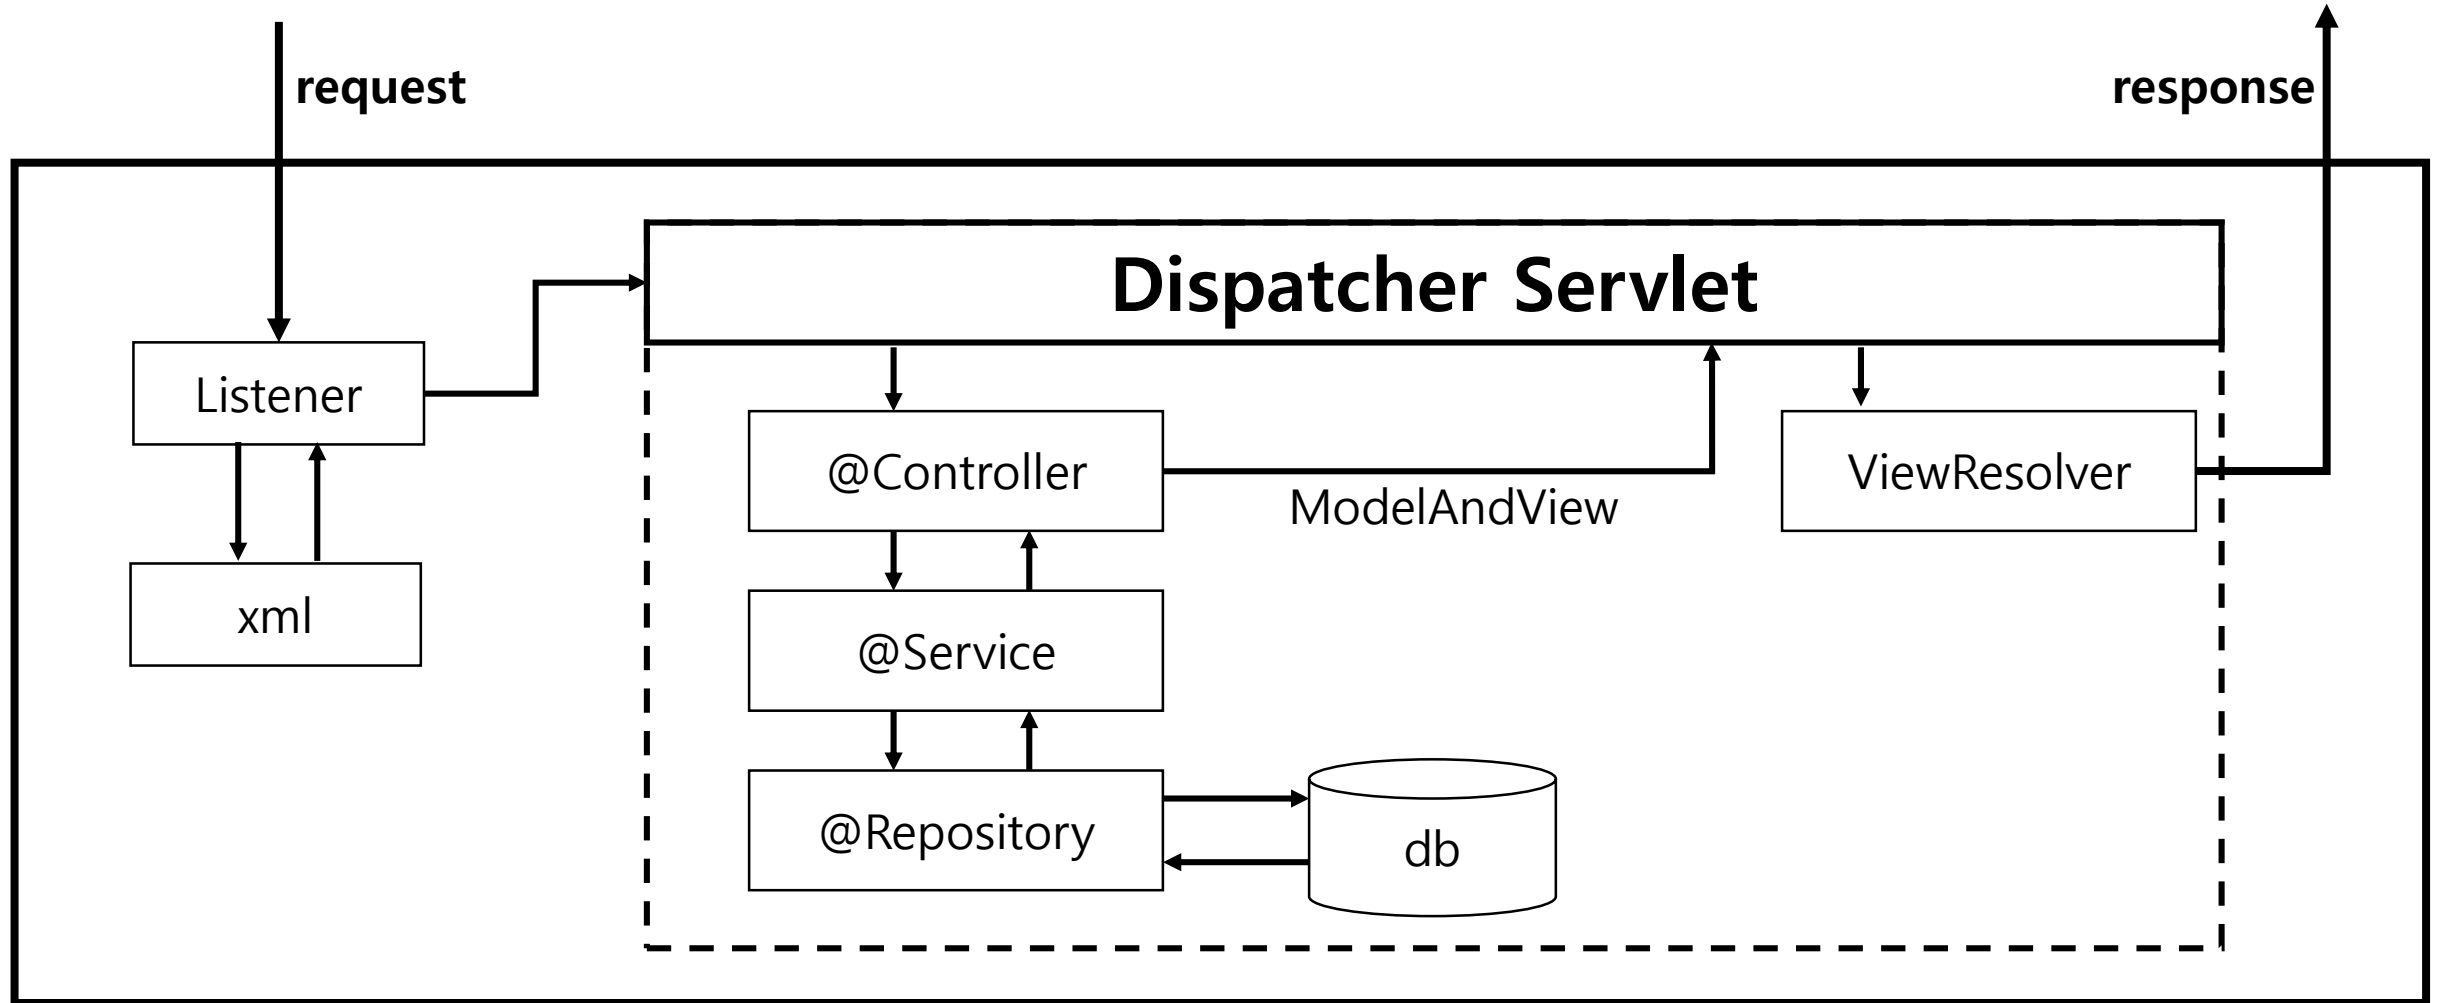 request
response
Dispatcher Servlet
Listener
@Controller
ViewResolver
ModelAndView
xml
@Service
@Repository
db